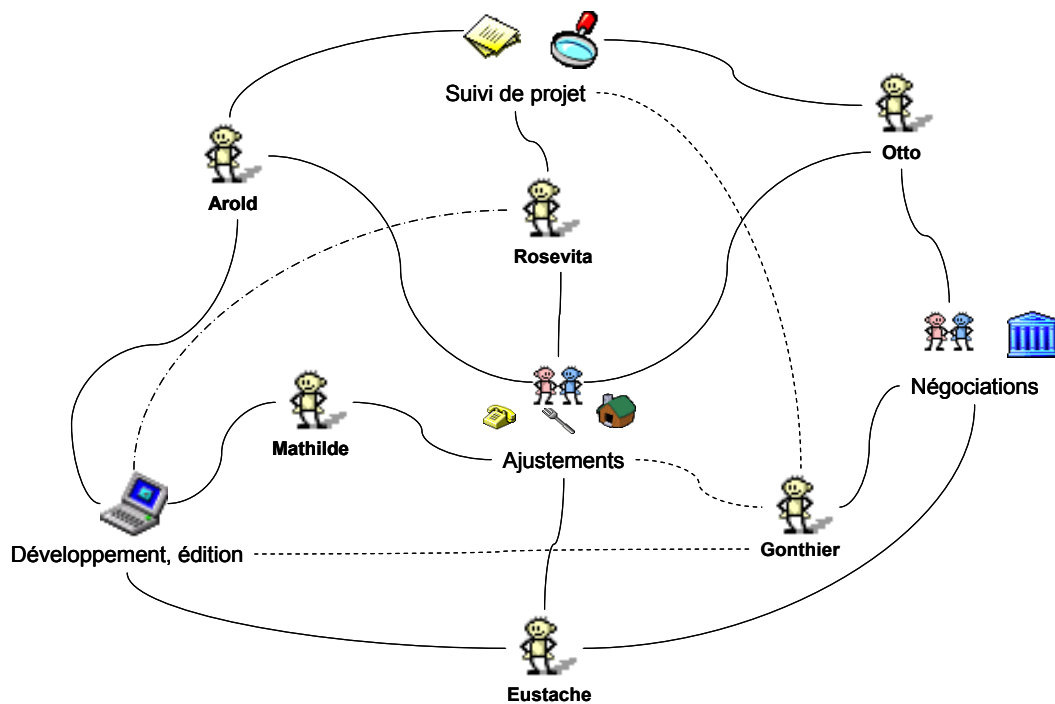 Suivi de projet
Otto
Arold
Rosevita
Négociations
Mathilde
Ajustements
Développement, édition
Gonthier
Eustache